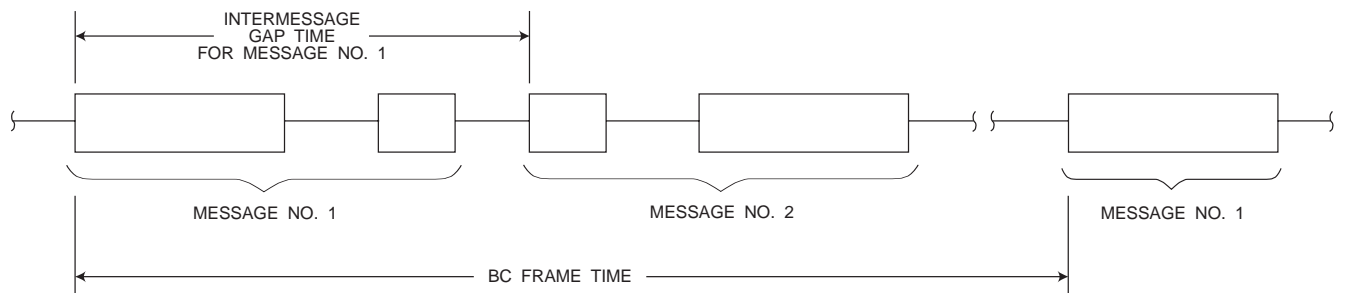 INTERMESSAGE
GAP TIME
FOR MESSAGE NO. 1
MESSAGE NO. 1
MESSAGE NO. 2
MESSAGE NO. 1
BC FRAME TIME